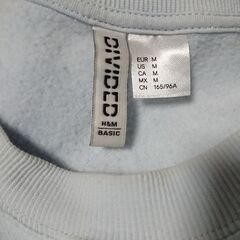 DIVIDED
H&M
BASIC
EUR M
US M
CA M
MX M
CN 165/96A